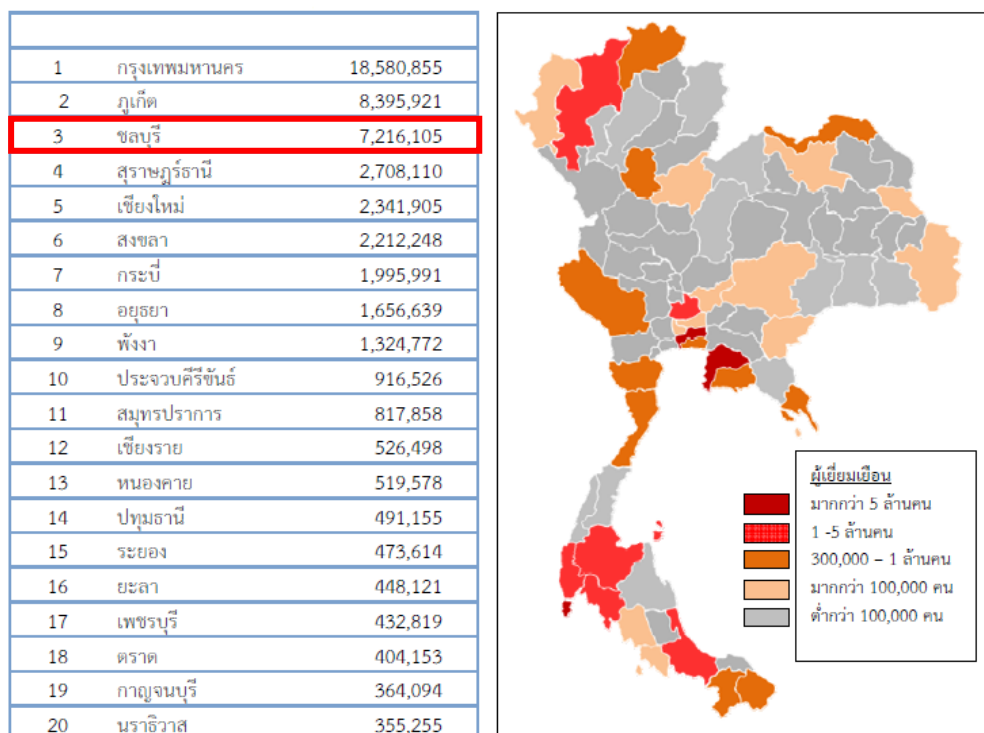 1 กรุงเทพมหานคร 18,580,855
2 ภูเก็ต 8,395,921
3 ชลบุรี 7,216,105
4 สุราษฎร์ธานี 2,708,110
5 เชียงใหม่ 2,341,905
6 สงขลา 2,212,248
7 กระบี่ 1,995,991
8 อยุธยา 1,656,639
9 พังงา 1,324,772
10 ประจวบคีรีขันธ์ 916,526
11 สมุทรปราการ 817,858
12 เชียงราย 526,498
13 หนองคาย 519,578
14 ปทุมธานี 491,155
15 ระยอง 473,614
16 ยะลา 448,121
17 เพชรบุรี 432,819
18 ตราด 404,153
19 กาญจนบุรี 364,094
20 นราธิวาส 355,255
ผู้เยี่ยมเยือน
มากกว่า 5 ล้านคน
1 -5 ล้านคน
300,000 – 1 ล้านคน
มากกว่า 100,000 คน
ต่ำกว่า 100,000 คน